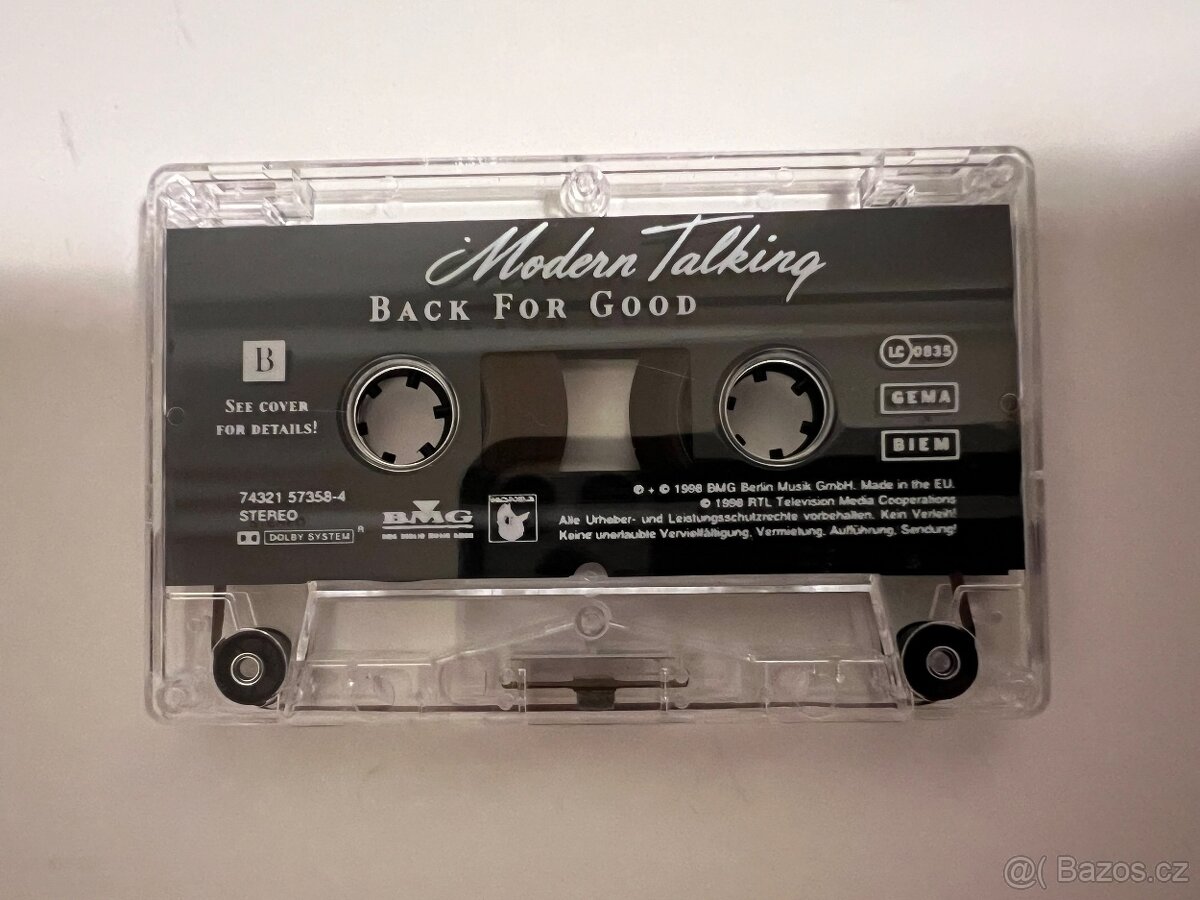 Modern Talking
BACK FOR GOOD
B
SEE COVER
FOR DETAILS!
LC 0835
GEMA
BIEM
74321 57358-4
STEREO
DOLBY SYSTEM R
BMG
℗ + © 1998 BMG Berlin Musik GmbH. Made in the EU.
© 1998 RTL Television Media Cooperations
Alle Urheber- und Leistungsschutzrechte vorbehalten. Kein Verleih!
Keine unerlaubte Vervielfältigung, Vermietung, Aufführung, Sendung!
@( Bazos.cz